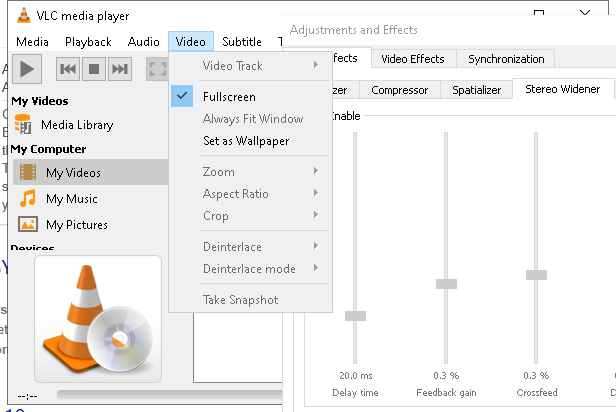 VLC media player
Media Playback Audio Video Subtitle T
Adjustments and Effects
ffects Video Effects Synchronization
zer Compressor Spatializer Stereo Widener
Enable
My Videos
Media Library
My Computer
My Videos
My Music
My Pictures
Devices
Video Track
Fullscreen
Always Fit Window
Set as Wallpaper
Zoom
Aspect Ratio
Crop
Deinterlace
Deinterlace mode
Take Snapshot
20.0 ms 0.3 % 0.3 %
Delay time Feedback gain Crossfeed
--:--